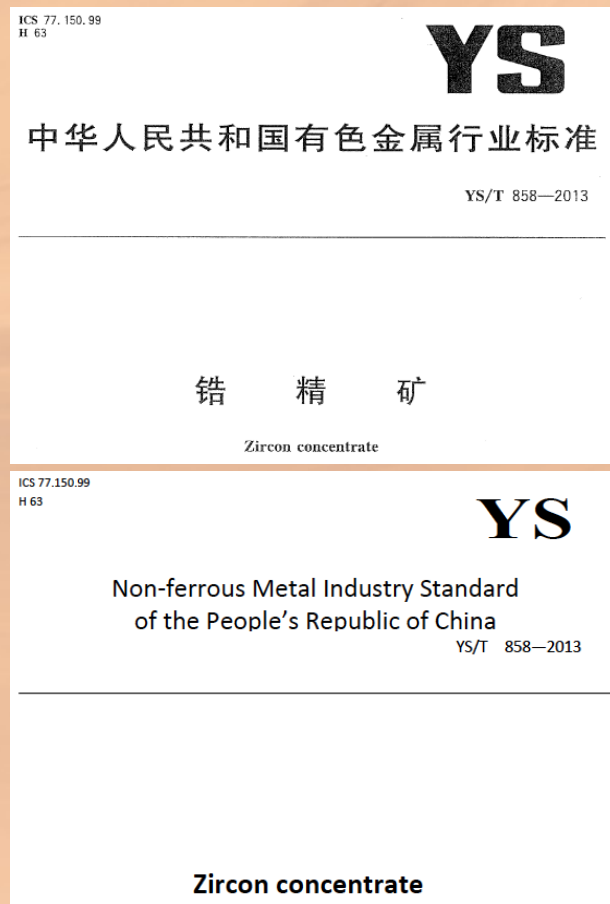 ICS 77.150.99
H 63
YS
中华人民共和国有色金属行业标准
YS/T 858—2013
锆 精 矿
Zircon concentrate
ICS 77.150.99
H 63
YS
Non-ferrous Metal Industry Standard
of the People's Republic of China
YS/T 858—2013
Zircon concentrate